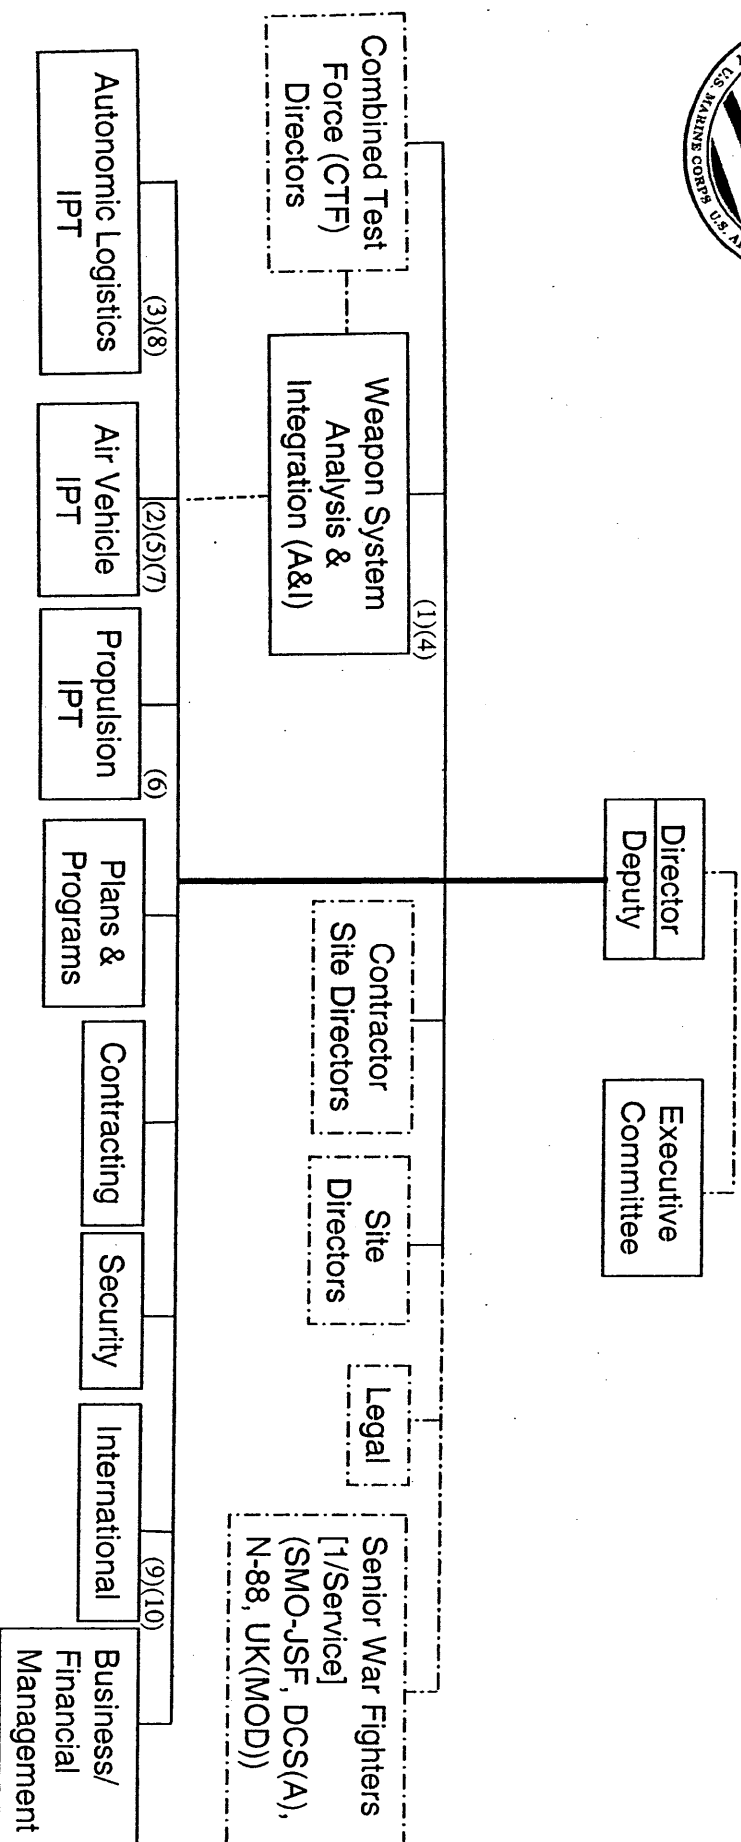 U.S. MARINE CORPS U.S.
Director
Deputy
Executive
Committee
Combined Test
Force (CTF)
Directors
(1)(4)
Weapon System
Analysis &
Integration (A&I)
Contractor
Site Directors
Site
Directors
Legal
Senior War Fighters
[1/Service]
(SMO-JSF, DCS(A),
N-88, UK(MOD))
(3)(8)
Autonomic Logistics
IPT
(2)(5)(7)
Air Vehicle
IPT
(6)
Propulsion
IPT
Plans &
Programs
Contracting
Security
(9)(10)
International
Business/
Financial
Management